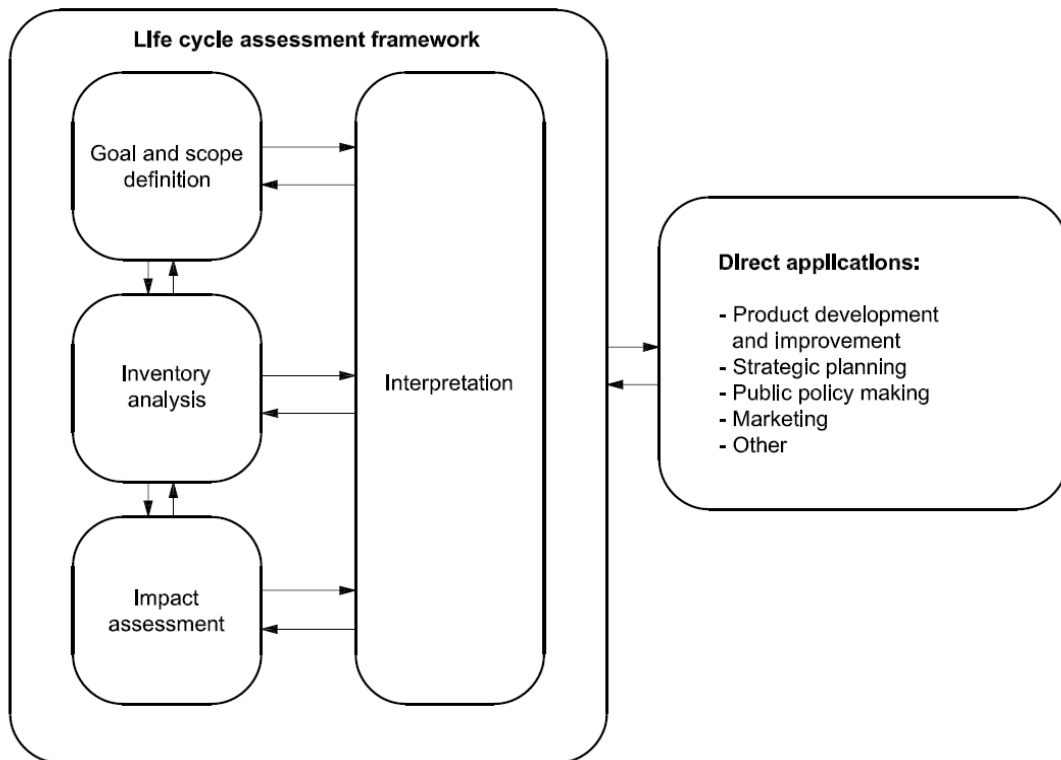 Life cycle assessment framework
Goal and scope
definition
Inventory
analysis
Impact
assessment
Interpretation
Direct applications:
- Product development
and improvement
- Strategic planning
- Public policy making
- Marketing
- Other